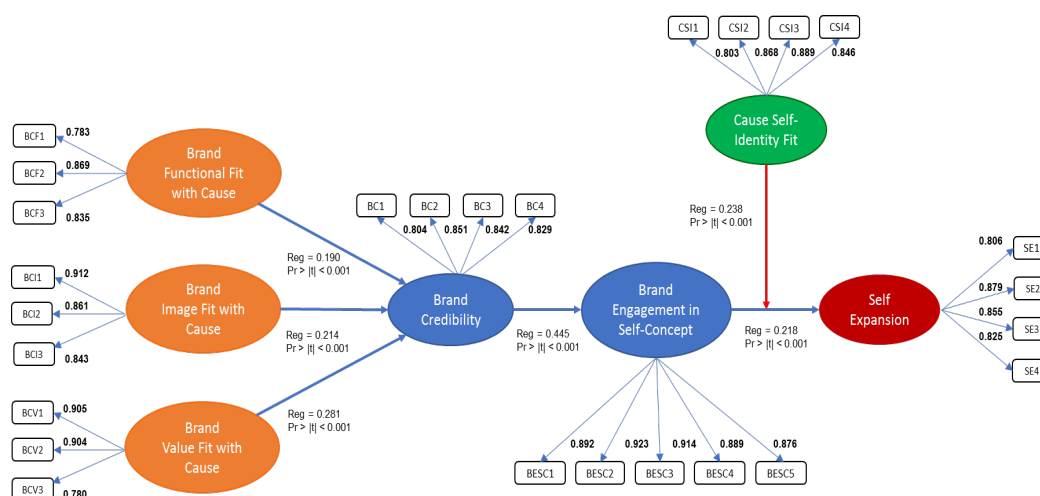 CSI1
CSI2
CSI3
CSI4
0.803
0.868
0.889
0.846
Cause Self-
Identity Fit
BCF1
0.783
BCF2
0.869
BCF3
0.835
Brand
Functional Fit
with Cause
BC1
BC2
BC3
BC4
0.804
0.851
0.842
0.829
Reg = 0.238
Pr > |t| < 0.001
Reg = 0.190
Pr > |t| < 0.001
BCI1
0.912
BCI2
0.861
BCI3
0.843
Brand
Image Fit with
Cause
Reg = 0.214
Pr > |t| < 0.001
Brand
Credibility
Reg = 0.445
Pr > |t| < 0.001
Brand
Engagement in
Self-Concept
Reg = 0.218
Pr > |t| < 0.001
Self
Expansion
0.806
SE1
0.879
SE2
0.855
SE3
0.825
SE4
BCV1
0.905
BCV2
0.904
BCV3
0.780
Brand
Value Fit with
Cause
Reg = 0.281
Pr > |t| < 0.001
0.892
0.923
0.914
0.889
0.876
BESC1
BESC2
BESC3
BESC4
BESC5